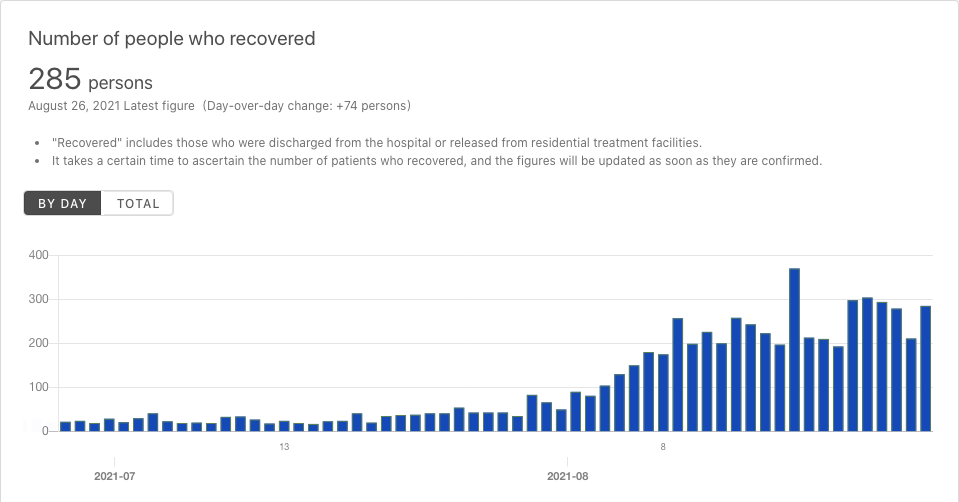 Number of people who recovered
285 persons
August 26, 2021 Latest figure (Day-over-day change: +74 persons)
• "Recovered" includes those who were discharged from the hospital or released from residential treatment facilities.
• It takes a certain time to ascertain the number of patients who recovered, and the figures will be updated as soon as they are confirmed.
BY DAY TOTAL
400
300
200
100
0
13 8
2021-07 2021-08